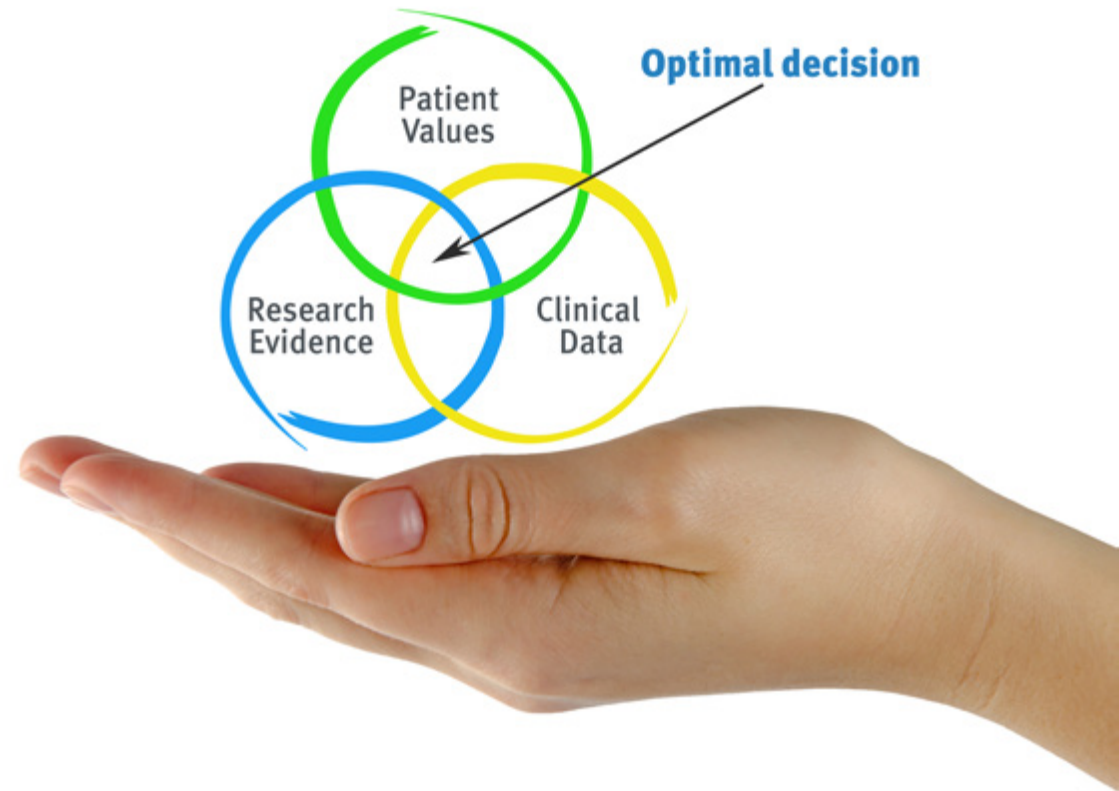 Optimal decision
Patient
Values
Research
Evidence
Clinical
Data